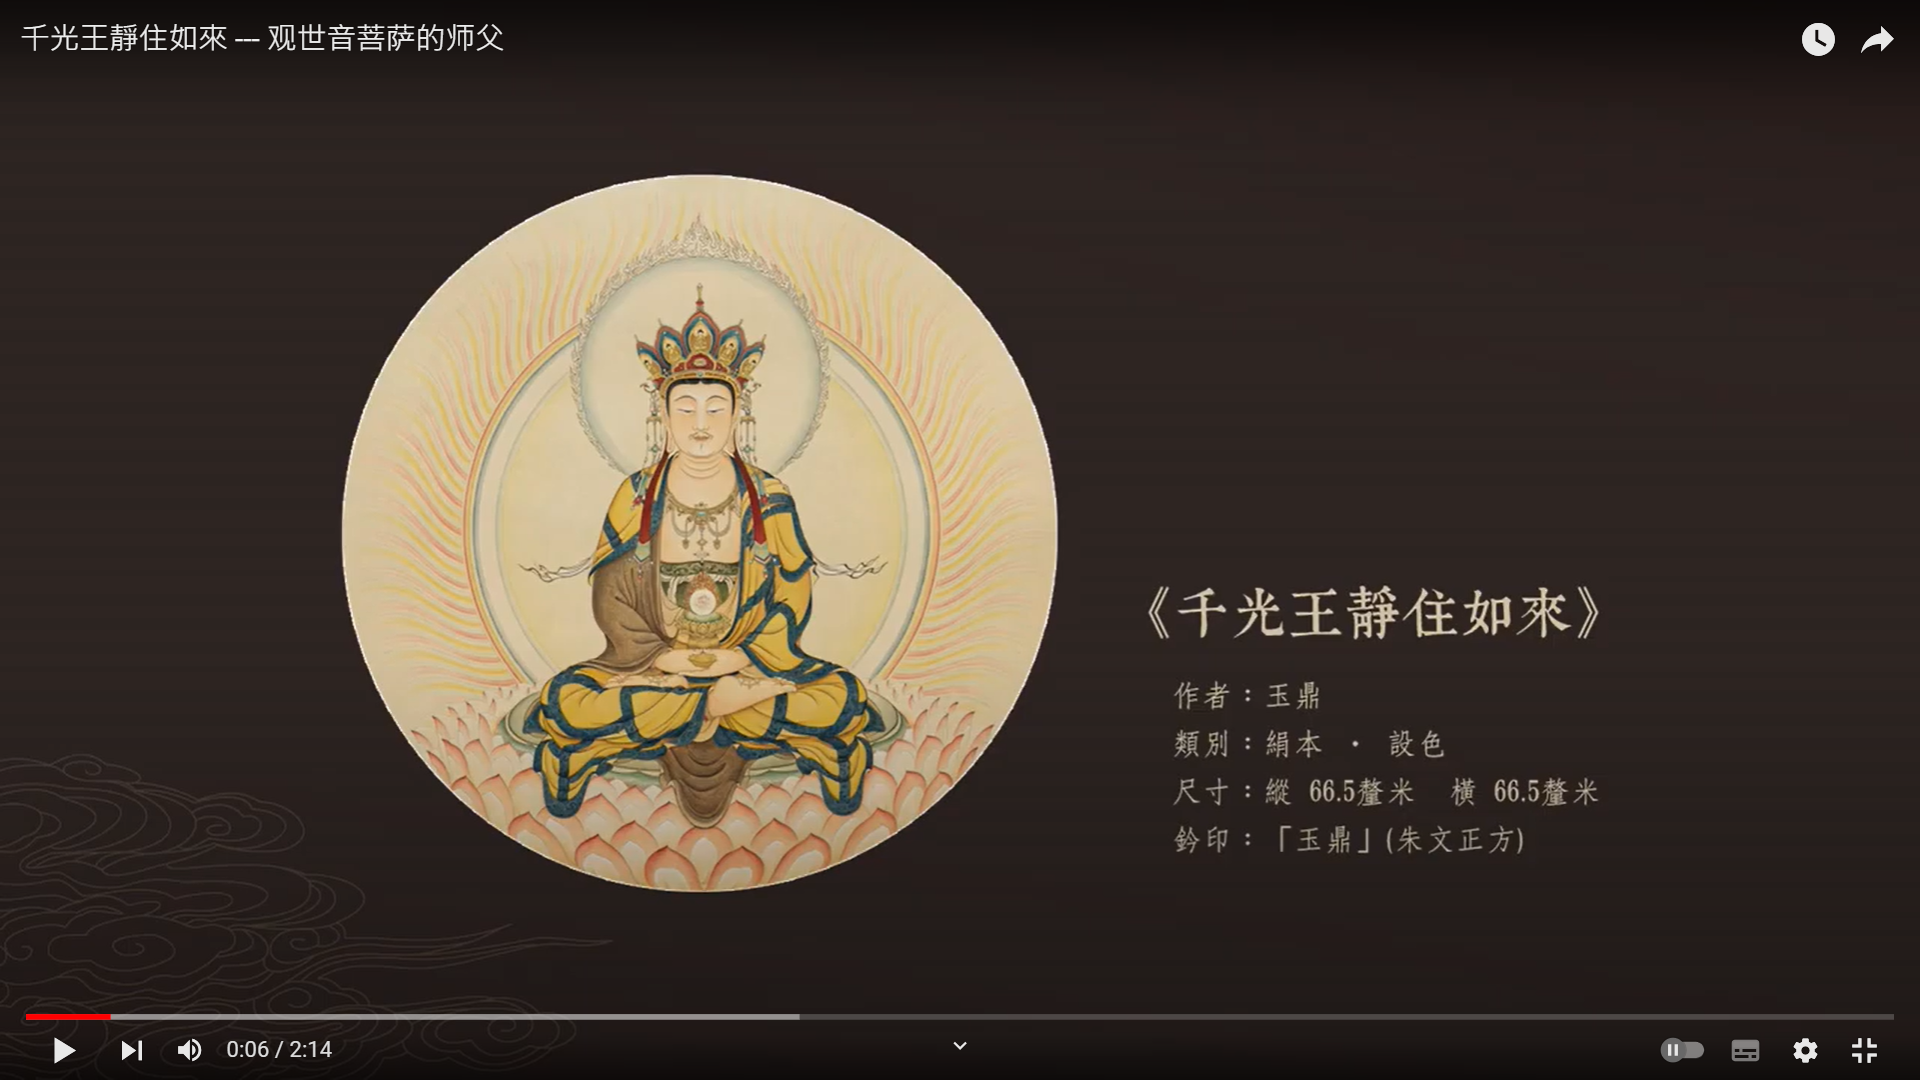 千光王靜住如來 --- 观世音菩萨的师父
《千光王靜住如來》
作者：玉鼎
類別：絹本 · 設色
尺寸：縱 66.5釐米 橫 66.5釐米
鈐印：「玉鼎」(朱文正方)
0:06 / 2:14